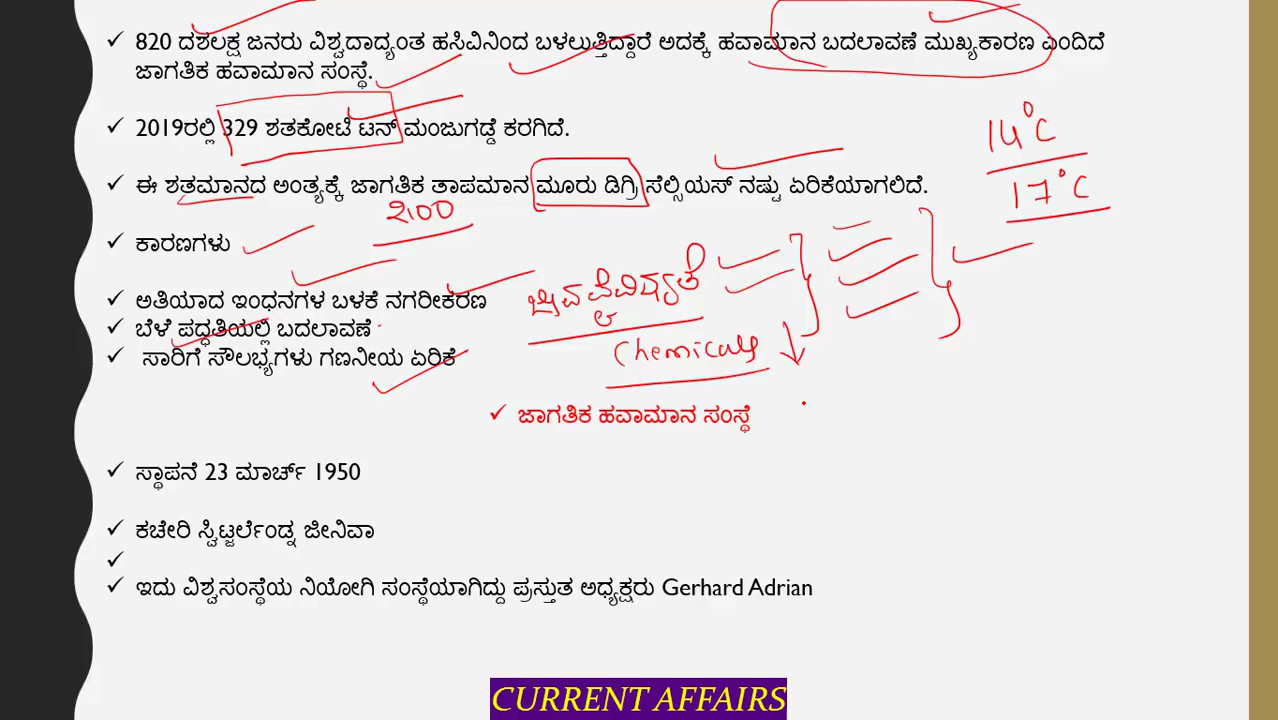 820 ದಶಲಕ್ಷ ಜನರು ವಿಶ್ವದಾದ್ಯಂತ ಹಸಿವಿನಿಂದ ಬಳಲುತ್ತಿದ್ದಾರೆ ಅದಕ್ಕೆ ಹವಾಮಾನ ಬದಲಾವಣೆ ಮುಖ್ಯಕಾರಣ ಎಂದಿದೆ
ಜಾಗತಿಕ ಹವಾಮಾನ ಸಂಸ್ಥೆ.
2019ರಲ್ಲಿ 329 ಶತಕೋಟಿ ಟನ್ ಮಂಜುಗಡ್ಡೆ ಕರಗಿದೆ.
14°C
ಈ ಶತಮಾನದ ಅಂತ್ಯಕ್ಕೆ ಜಾಗತಿಕ ತಾಪಮಾನ ಮೂರು ಡಿಗ್ರಿ ಸೆಲ್ಸಿಯಸ್ ನಷ್ಟು ಏರಿಕೆಯಾಗಲಿದೆ.
17°C
2100
ಕಾರಣಗಳು
ಅತಿಯಾದ ಇಂಧನಗಳ ಬಳಕೆ ನಗರೀಕರಣ
ಜೀವವೈವಿಧ್ಯತೆ
ಬೆಳೆ ಪದ್ಧತಿಯಲ್ಲಿ ಬದಲಾವಣೆ
ಸಾರಿಗೆ ಸೌಲಭ್ಯಗಳು ಗಣನೀಯ ಏರಿಕೆ
Chemicals
ಜಾಗತಿಕ ಹವಾಮಾನ ಸಂಸ್ಥೆ
ಸ್ಥಾಪನೆ 23 ಮಾರ್ಚ್ 1950
ಕಚೇರಿ ಸ್ವಿಟ್ಜರ್ಲೆಂಡ್ನ ಜೀನಿವಾ
ಇದು ವಿಶ್ವಸಂಸ್ಥೆಯ ನಿಯೋಗಿ ಸಂಸ್ಥೆಯಾಗಿದ್ದು ಪ್ರಸ್ತುತ ಅಧ್ಯಕ್ಷರು Gerhard Adrian
CURRENT AFFAIRS